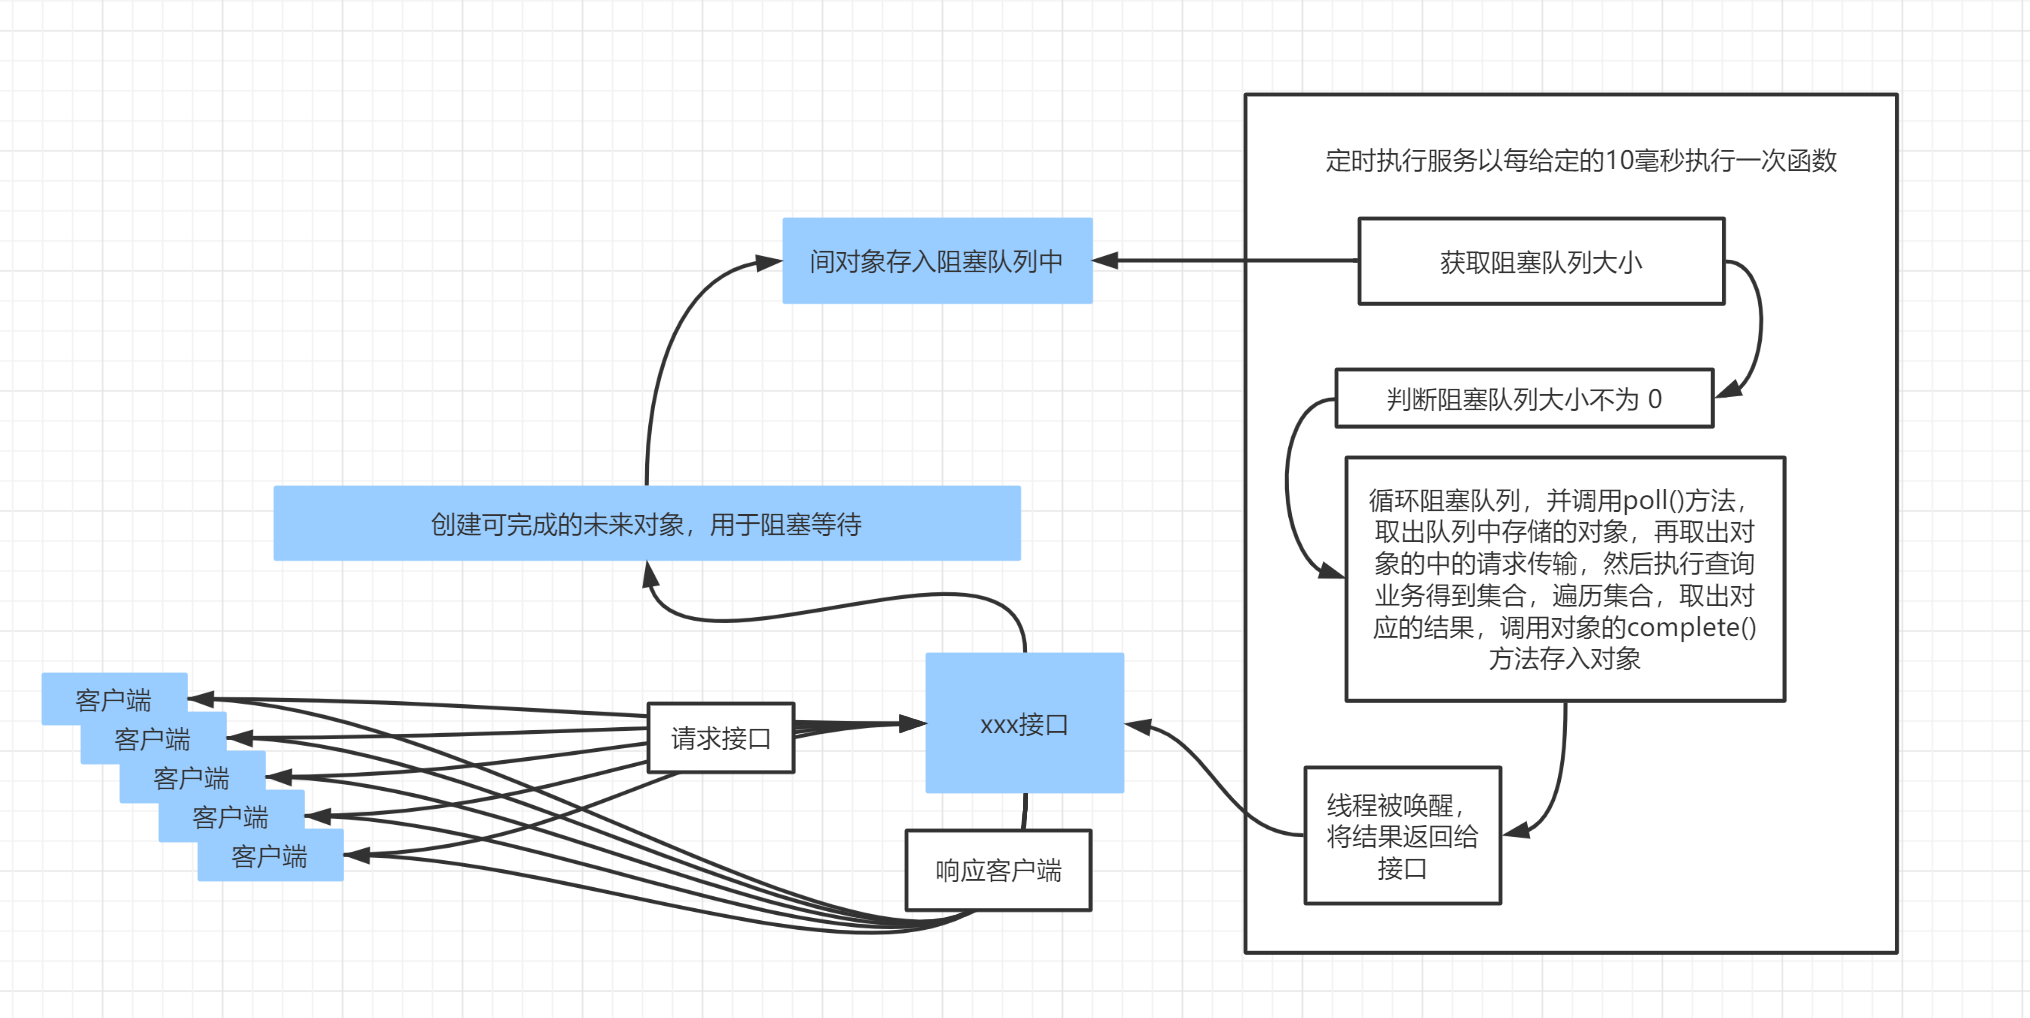 定时执行服务以每给定的10毫秒执行一次函数
间对象存入阻塞队列中
获取阻塞队列大小
判断阻塞队列大小不为 0
循环阻塞队列，并调用poll()方法，
取出队列中存储的对象，再取出对
象的中的请求传输，然后执行查询
业务得到集合，遍历集合，取出对
应的结果，调用对象的complete()
方法存入对象
创建可完成的未来对象，用于阻塞等待
客户端
客户端
客户端
客户端
客户端
请求接口
xxx接口
响应客户端
线程被唤醒，
将结果返回给
接口